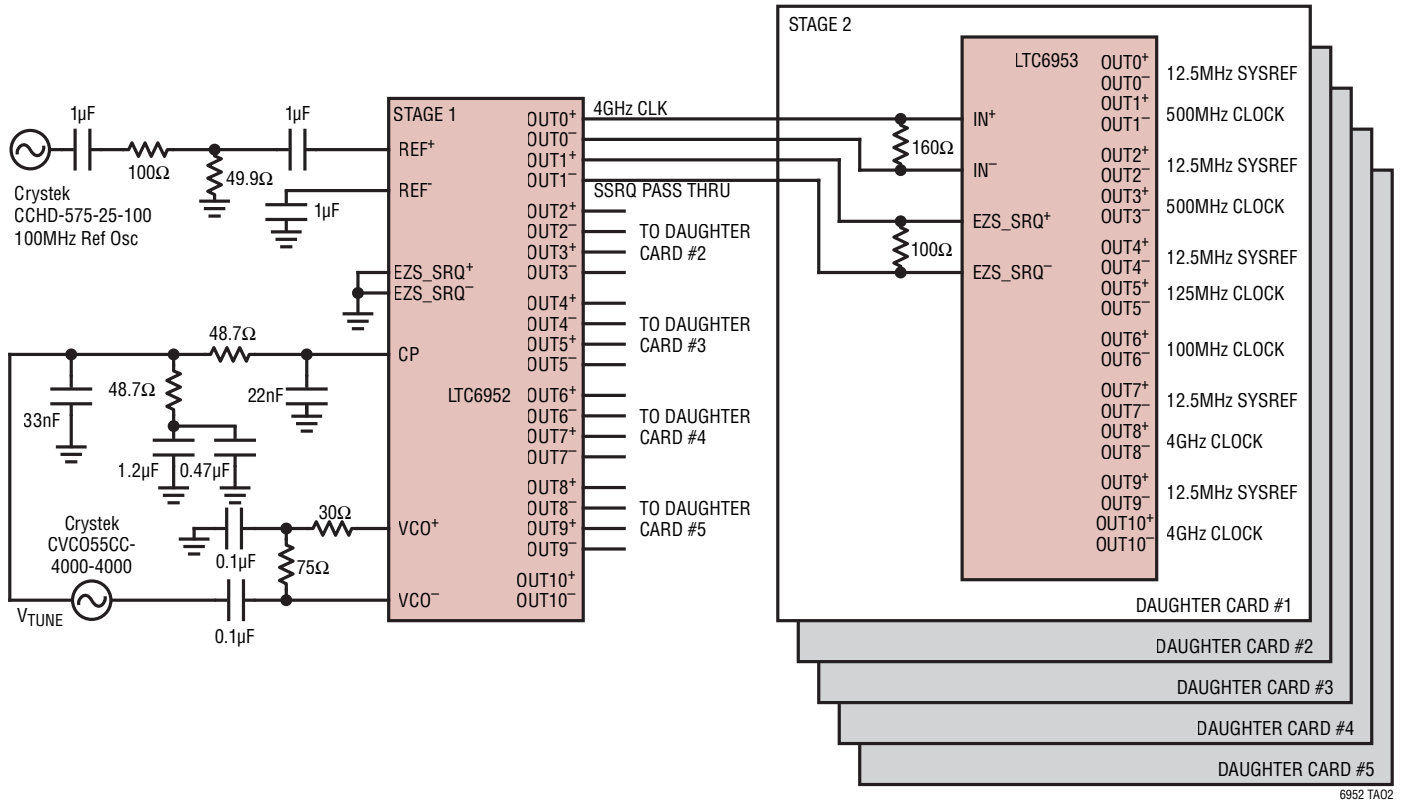 STAGE 2
LTC6953
OUT0+
OUT0–
12.5MHz SYSREF
OUT1+
OUT1–
500MHz CLOCK
OUT2+
OUT2–
12.5MHz SYSREF
OUT3+
OUT3–
500MHz CLOCK
OUT4+
OUT4–
12.5MHz SYSREF
OUT5+
OUT5–
125MHz CLOCK
OUT6+
OUT6–
100MHz CLOCK
OUT7+
OUT7–
12.5MHz SYSREF
OUT8+
OUT8–
4GHz CLOCK
OUT9+
OUT9–
12.5MHz SYSREF
OUT10+
OUT10–
4GHz CLOCK
IN+
160Ω
IN–
EZS_SRQ+
100Ω
EZS_SRQ–
DAUGHTER CARD #1
DAUGHTER CARD #2
DAUGHTER CARD #3
DAUGHTER CARD #4
DAUGHTER CARD #5
6952 TA02
1µF
1µF
100Ω
49.9Ω
Crystek
CCHD-575-25-100
100MHz Ref Osc
1µF
STAGE 1
REF+
REF-
EZS_SRQ+
EZS_SRQ–
CP
LTC6952
VCO+
VCO–
OUT0+
4GHz CLK
OUT0–
OUT1+
OUT1–
SSRQ PASS THRU
OUT2+
OUT2–
OUT3+
OUT3–
TO DAUGHTER
CARD #2
OUT4+
OUT4–
OUT5+
OUT5-
TO DAUGHTER
CARD #3
OUT6+
OUT6–
OUT7+
OUT7–
TO DAUGHTER
CARD #4
OUT8+
OUT8–
OUT9+
OUT9–
TO DAUGHTER
CARD #5
OUT10+
OUT10–
48.7Ω
48.7Ω
22nF
33nF
1.2µF
0.47µF
30Ω
Crystek
CVCO55CC-
4000-4000
0.1µF
75Ω
VTUNE
0.1µF